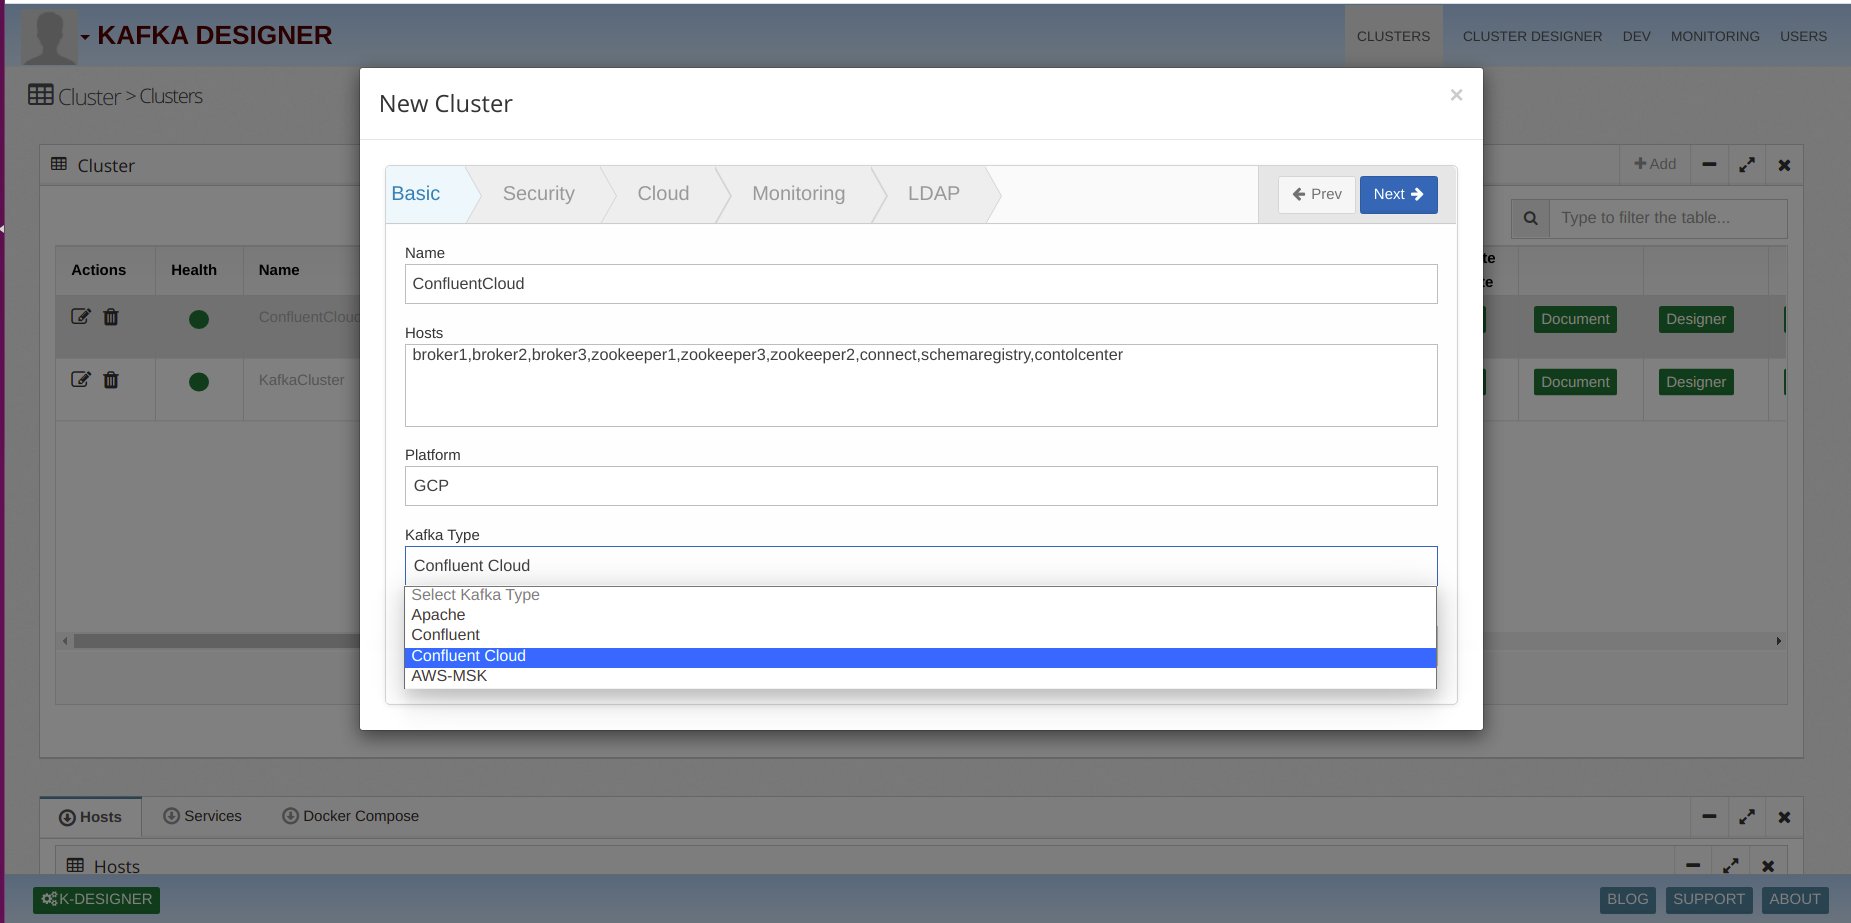 KAFKA DESIGNER
CLUSTERS CLUSTER DESIGNER DEV MONITORING USERS
Cluster > Clusters
New Cluster
×
Cluster
Add
Basic Security Cloud Monitoring LDAP Prev Next
Type to filter the table...
Name
ConfluentCloud
Actions Health Name
te
te
ConfluentCloud
Document Designer
Hosts
broker1,broker2,broker3,zookeeper1,zookeeper3,zookeeper2,connect,schemaregistry,contolcenter
KafkaCluster
Document Designer
Platform
GCP
Kafka Type
Confluent Cloud
Select Kafka Type
Apache
Confluent
Confluent Cloud
AWS-MSK
Hosts Services Docker Compose
Hosts
K-DESIGNER
BLOG SUPPORT ABOUT